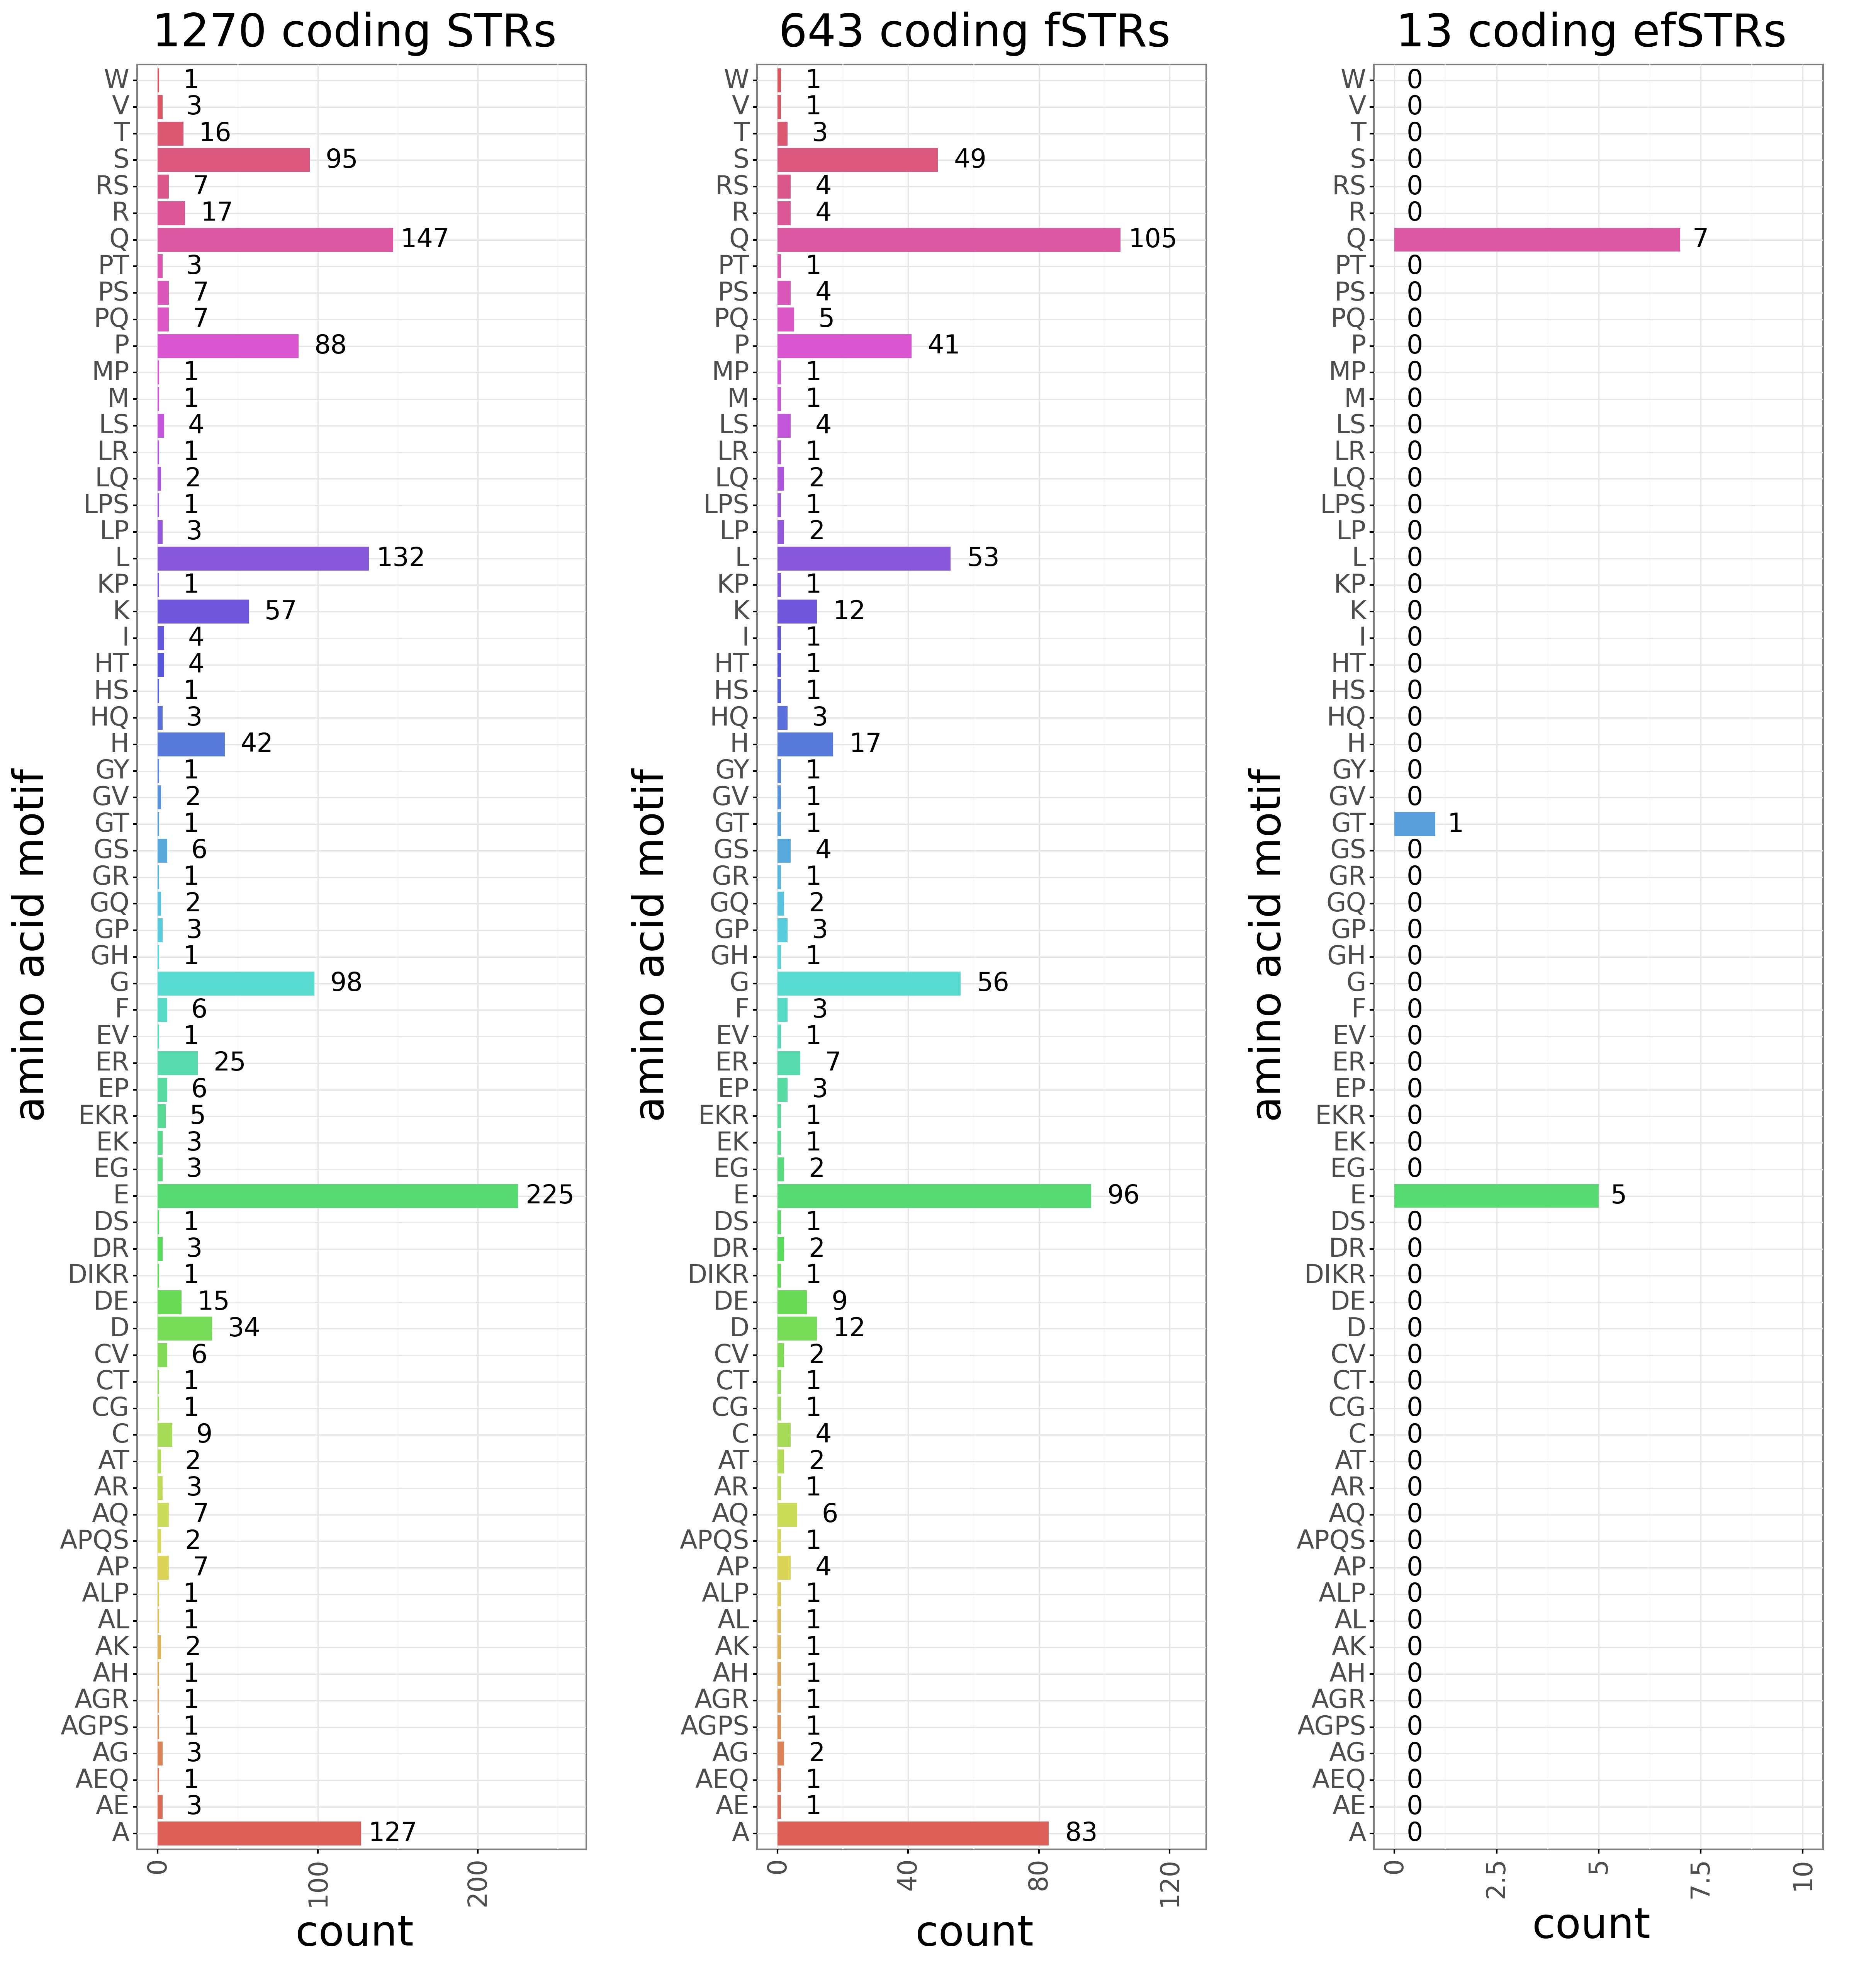 1270 coding STRs
amino acid motif
W 1
V 3
T 16
S 95
RS 7
R 17
Q 147
PT 3
PS 7
PQ 7
P 88
MP 1
M 1
LS 4
LR 1
LQ 2
LPS 1
LP 3
L 132
KP 1
K 57
I 4
HT 4
HS 1
HQ 3
H 42
GY 1
GV 2
GT 1
GS 6
GR 1
GQ 2
GP 3
GH 1
G 98
F 6
EV 1
ER 25
EP 6
EKR 5
EK 3
EG 3
E 225
DS 1
DR 3
DIKR 1
DE 15
D 34
CV 6
CT 1
CG 1
C 9
AT 2
AR 3
AQ 7
APQS 2
AP 7
ALP 1
AL 1
AK 2
AH 1
AGR 1
AGPS 1
AG 3
AEQ 1
AE 3
A 127
0 100 200
count
643 coding fSTRs
amino acid motif
W 1
V 1
T 3
S 49
RS 4
R 4
Q 105
PT 1
PS 4
PQ 5
P 41
MP 1
M 1
LS 4
LR 1
LQ 2
LPS 1
LP 2
L 53
KP 1
K 12
I 1
HT 1
HS 1
HQ 3
H 17
GY 1
GV 1
GT 1
GS 4
GR 1
GQ 2
GP 3
GH 1
G 56
F 3
EV 1
ER 7
EP 3
EKR 1
EK 1
EG 2
E 96
DS 1
DR 2
DIKR 1
DE 9
D 12
CV 2
CT 1
CG 1
C 4
AT 2
AR 1
AQ 6
APQS 1
AP 4
ALP 1
AL 1
AK 1
AH 1
AGR 1
AGPS 1
AG 2
AEQ 1
AE 1
A 83
0 40 80 120
count
13 coding efSTRs
amino acid motif
W 0
V 0
T 0
S 0
RS 0
R 0
Q 7
PT 0
PS 0
PQ 0
P 0
MP 0
M 0
LS 0
LR 0
LQ 0
LPS 0
LP 0
L 0
KP 0
K 0
I 0
HT 0
HS 0
HQ 0
H 0
GY 0
GV 0
GT 1
GS 0
GR 0
GQ 0
GP 0
GH 0
G 0
F 0
EV 0
ER 0
EP 0
EKR 0
EK 0
EG 0
E 5
DS 0
DR 0
DIKR 0
DE 0
D 0
CV 0
CT 0
CG 0
C 0
AT 0
AR 0
AQ 0
APQS 0
AP 0
ALP 0
AL 0
AK 0
AH 0
AGR 0
AGPS 0
AG 0
AEQ 0
AE 0
A 0
0 2.5 5 7.5 10
count